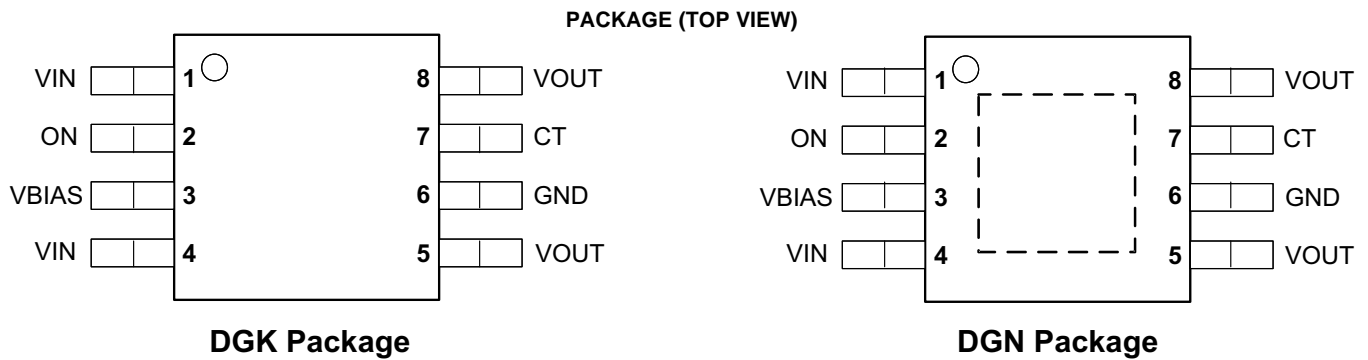 PACKAGE (TOP VIEW)
VIN 1 8 VOUT
ON 2 7 CT
VBIAS 3 6 GND
VIN 4 5 VOUT
DGK Package
VIN 1 8 VOUT
ON 2 7 CT
VBIAS 3 6 GND
VIN 4 5 VOUT
DGN Package